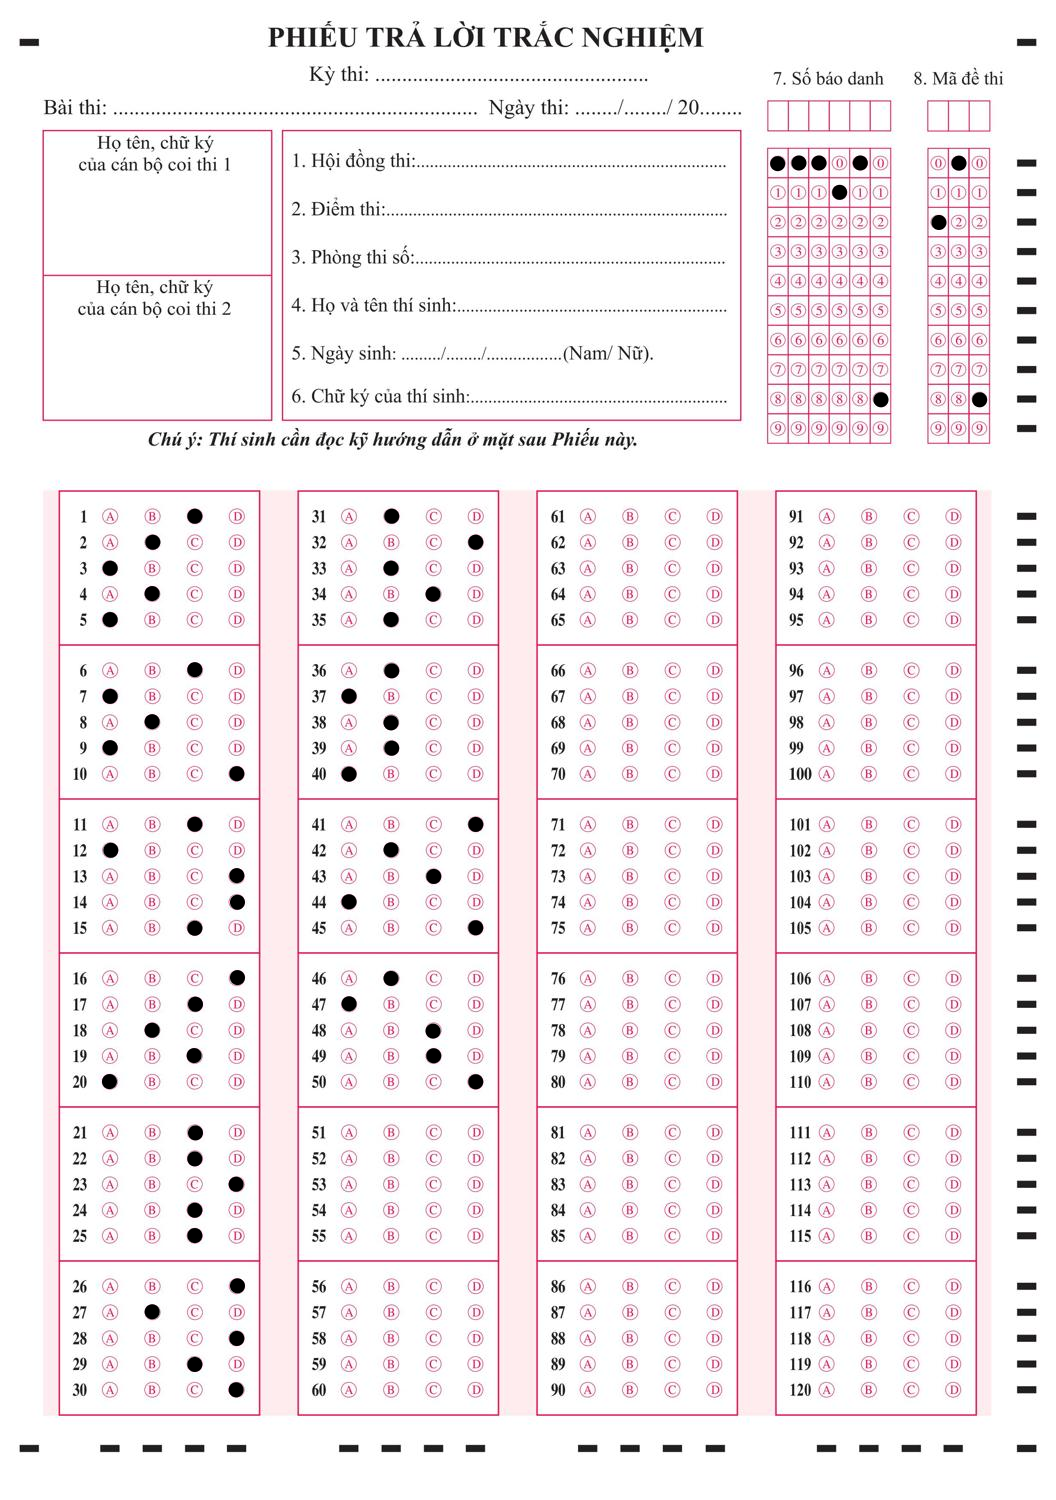 PHIẾU TRẢ LỜI TRẮC NGHIỆM
Kỳ thi: ...................................................
Bài thi: .................................................................... Ngày thi: ......../......../ 20........
Họ tên, chữ ký
của cán bộ coi thi 1
Họ tên, chữ ký
của cán bộ coi thi 2
1. Hội đồng thi:......................................................................
2. Điểm thi:.............................................................................
3. Phòng thi số:......................................................................
4. Họ và tên thí sinh:.............................................................
5. Ngày sinh: ........./......../.................(Nam/ Nữ).
6. Chữ ký của thí sinh:..........................................................
7. Số báo danh
0 0
1 1 1 1 1
2 2 2 2 2 2
3 3 3 3 3 3
4 4 4 4 4 4
5 5 5 5 5 5
6 6 6 6 6 6
7 7 7 7 7 7
8 8 8 8 8
9 9 9 9 9 9
8. Mã đề thi
0 0
1 1 1
2 2
3 3 3
4 4 4
5 5 5
6 6 6
7 7 7
8 8
9 9 9
Chú ý: Thí sinh cần đọc kỹ hướng dẫn ở mặt sau Phiếu này.
1 A B D
2 A C D
3 B C D
4 A C D
5 B C D
6 A B D
7 B C D
8 A C D
9 B C D
10 A B C
11 A B D
12 B C D
13 A B C
14 A B C
15 A B D
16 A B C
17 A B D
18 A C D
19 A B D
20 B C D
21 A B D
22 A B D
23 A B C
24 A B D
25 A B D
26 A B C
27 A C D
28 A B C
29 A B D
30 A B C
31 A C D
32 A B C
33 A C D
34 A B D
35 A C D
36 A C D
37 B C D
38 A C D
39 A C D
40 B C D
41 A B C
42 A C D
43 A B D
44 B C D
45 A B C
46 A C D
47 B C D
48 A B D
49 A B D
50 A B C
51 A B C D
52 A B C D
53 A B C D
54 A B C D
55 A B C D
56 A B C D
57 A B C D
58 A B C D
59 A B C D
60 A B C D
61 A B C D
62 A B C D
63 A B C D
64 A B C D
65 A B C D
66 A B C D
67 A B C D
68 A B C D
69 A B C D
70 A B C D
71 A B C D
72 A B C D
73 A B C D
74 A B C D
75 A B C D
76 A B C D
77 A B C D
78 A B C D
79 A B C D
80 A B C D
81 A B C D
82 A B C D
83 A B C D
84 A B C D
85 A B C D
86 A B C D
87 A B C D
88 A B C D
89 A B C D
90 A B C D
91 A B C D
92 A B C D
93 A B C D
94 A B C D
95 A B C D
96 A B C D
97 A B C D
98 A B C D
99 A B C D
100 A B C D
101 A B C D
102 A B C D
103 A B C D
104 A B C D
105 A B C D
106 A B C D
107 A B C D
108 A B C D
109 A B C D
110 A B C D
111 A B C D
112 A B C D
113 A B C D
114 A B C D
115 A B C D
116 A B C D
117 A B C D
118 A B C D
119 A B C D
120 A B C D